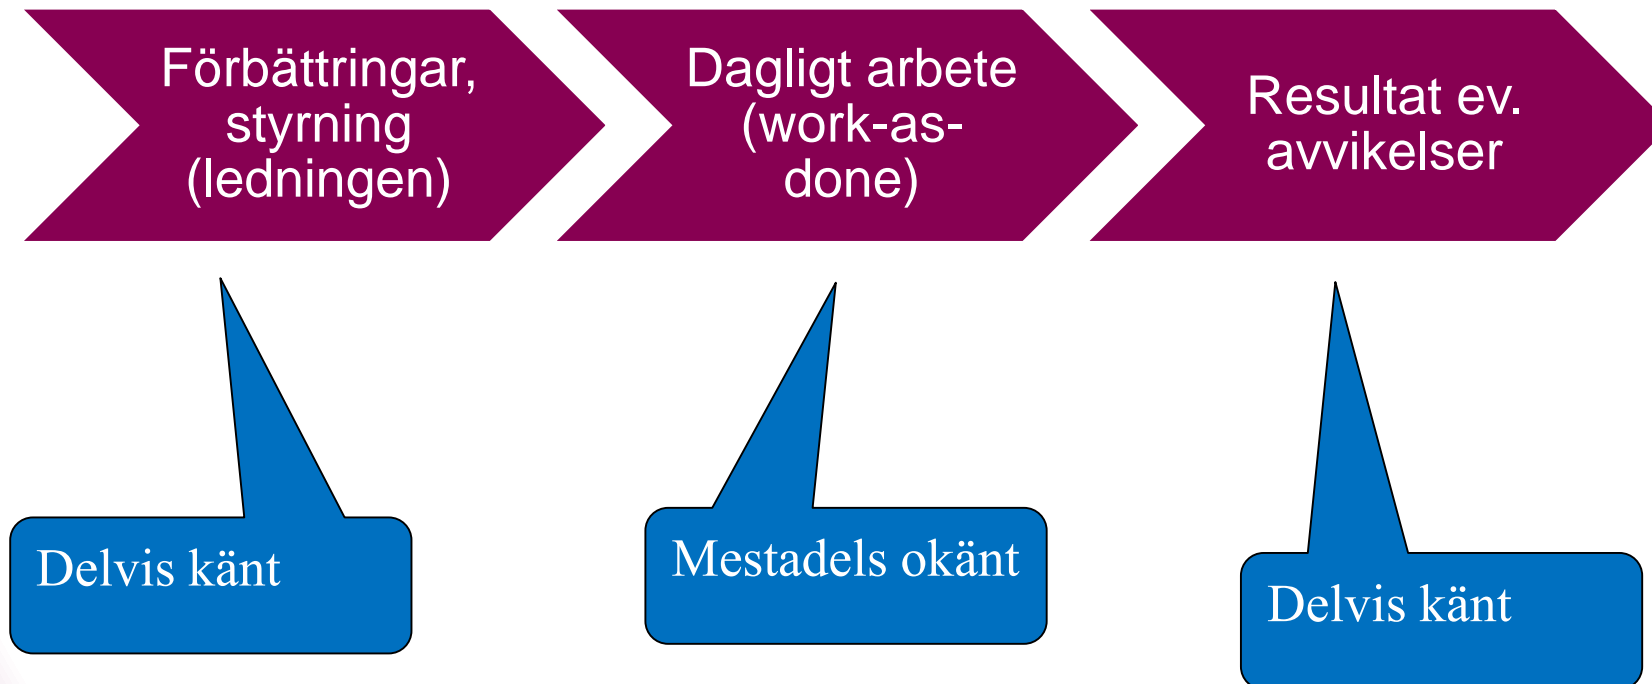 Förbättringar,
styrning
(ledningen)
Dagligt arbete
(work-as-
done)
Resultat ev.
avvikelser
Delvis känt
Mestadels okänt
Delvis känt